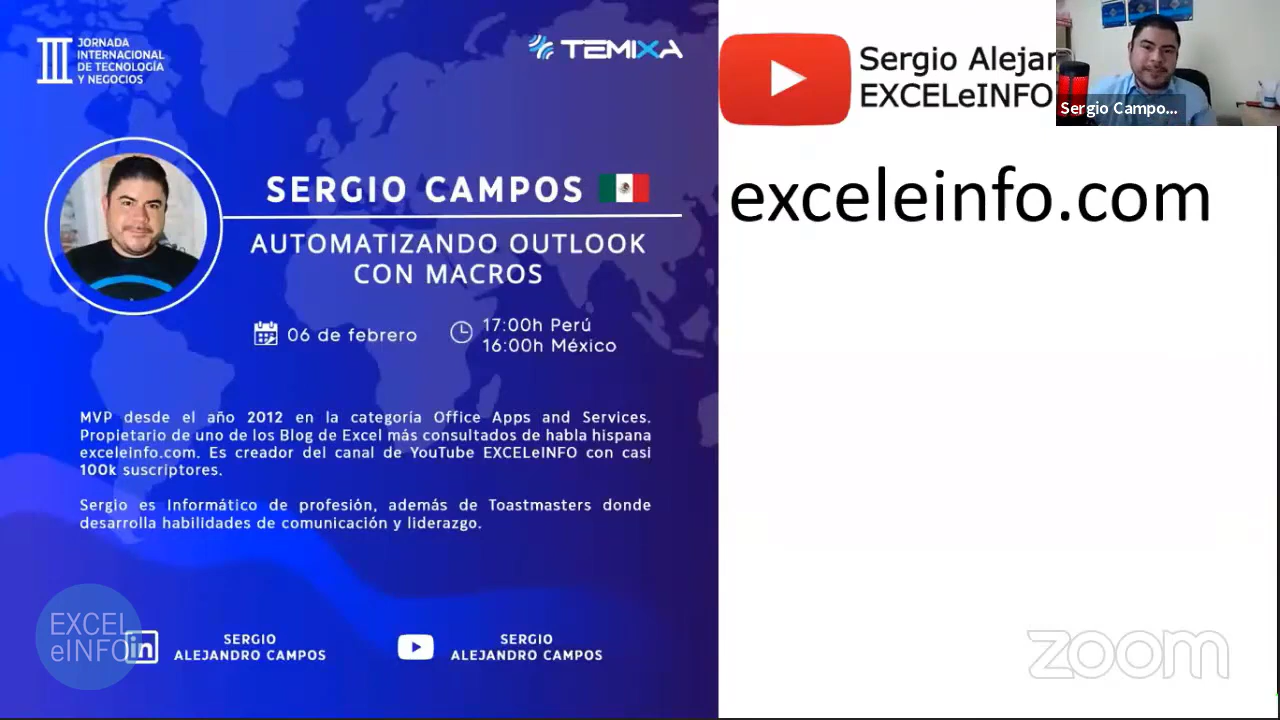 JORNADA
INTERNACIONAL
DE TECNOLOGÍA
Y NEGOCIOS
TEMIXA
SERGIO CAMPOS
AUTOMATIZANDO OUTLOOK
CON MACROS
06 de febrero
17:00h Perú
16:00h México
MVP desde el año 2012 en la categoría Office Apps and Services.
Propietario de uno de los Blog de Excel más consultados de habla hispana
exceleinfo.com. Es creador del canal de YouTube EXCELeINFO con casi
100k suscriptores.
Sergio es Informático de profesión, además de Toastmasters donde
desarrolla habilidades de comunicación y liderazgo.
EXCEL
eINFO
in
SERGIO
ALEJANDRO CAMPOS
SERGIO
ALEJANDRO CAMPOS
Sergio Alejan
EXCELeINFO
Sergio Campo...
exceleinfo.com
zoom